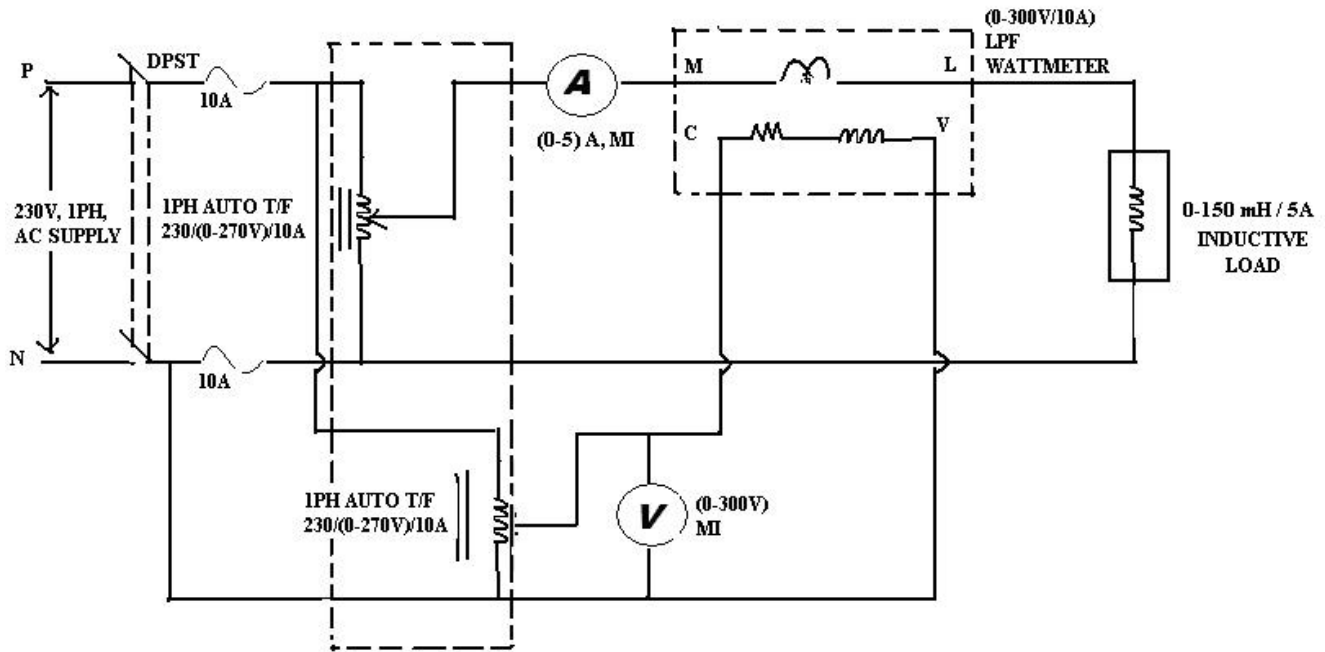 (0-300V/10A)
LPF
WATTMETER
DPST
P
10A
A
(0-5) A, MI
M
L
C
V
230V, 1PH,
AC SUPPLY
1PH AUTO T/F
230/(0-270V)/10A
0-150 mH / 5A
INDUCTIVE
LOAD
N
10A
1PH AUTO T/F
230/(0-270V)/10A
V
(0-300V)
MI